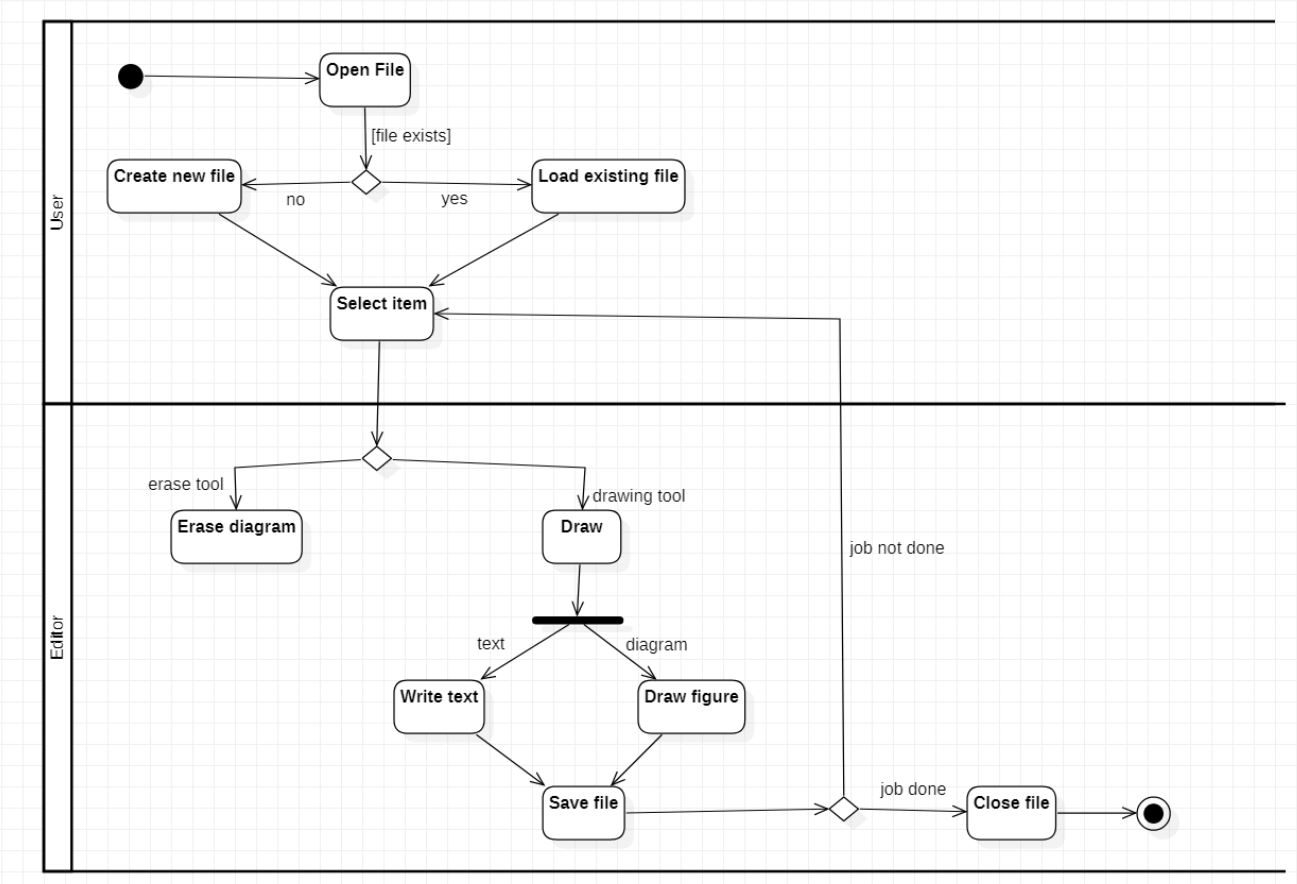 User
Open File
[file exists]
Create new file
Load existing file
no
yes
Select item
Editor
erase tool
drawing tool
Erase diagram
Draw
job not done
text
diagram
Write text
Draw figure
job done
Save file
Close file